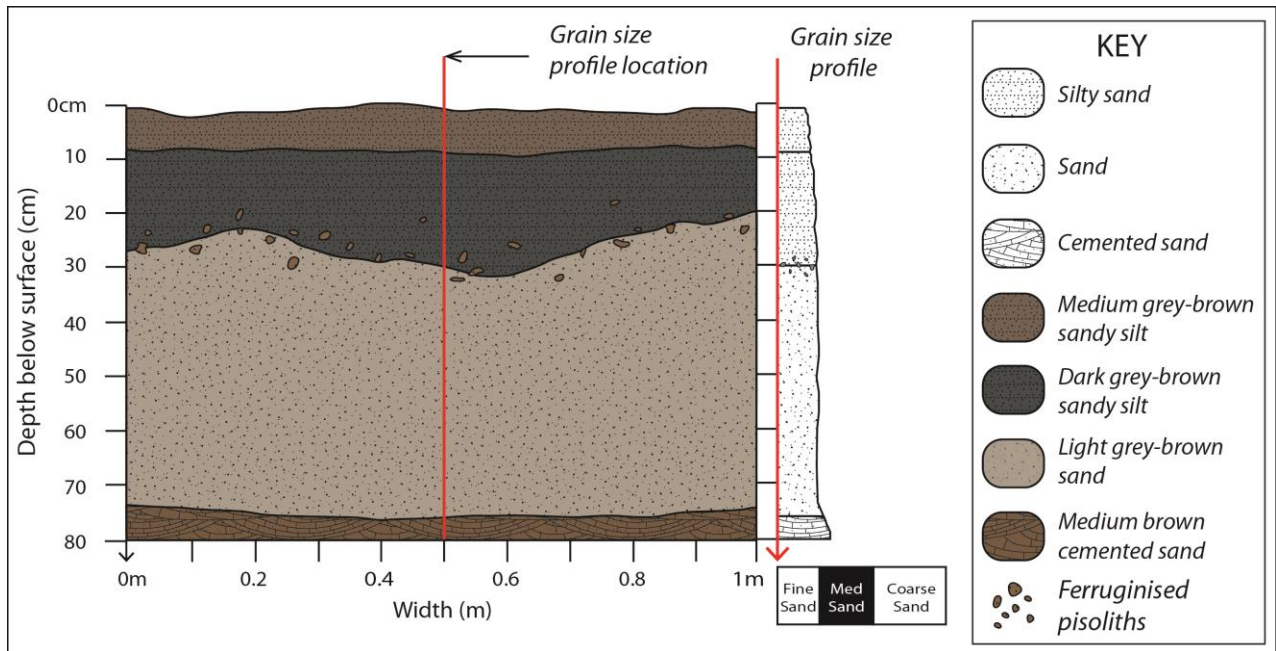 Grain size
profile location
Grain size
profile
0cm
10
20
30
40
50
60
70
80
Depth below surface (cm)
0m
0.2
0.4
0.6
0.8
1m
Width (m)
Fine
Sand
Med
Sand
Coarse
Sand
KEY
Silty sand
Sand
Cemented sand
Medium grey-brown
sandy silt
Dark grey-brown
sandy silt
Light grey-brown
sand
Medium brown
cemented sand
Ferruginised
pisoliths